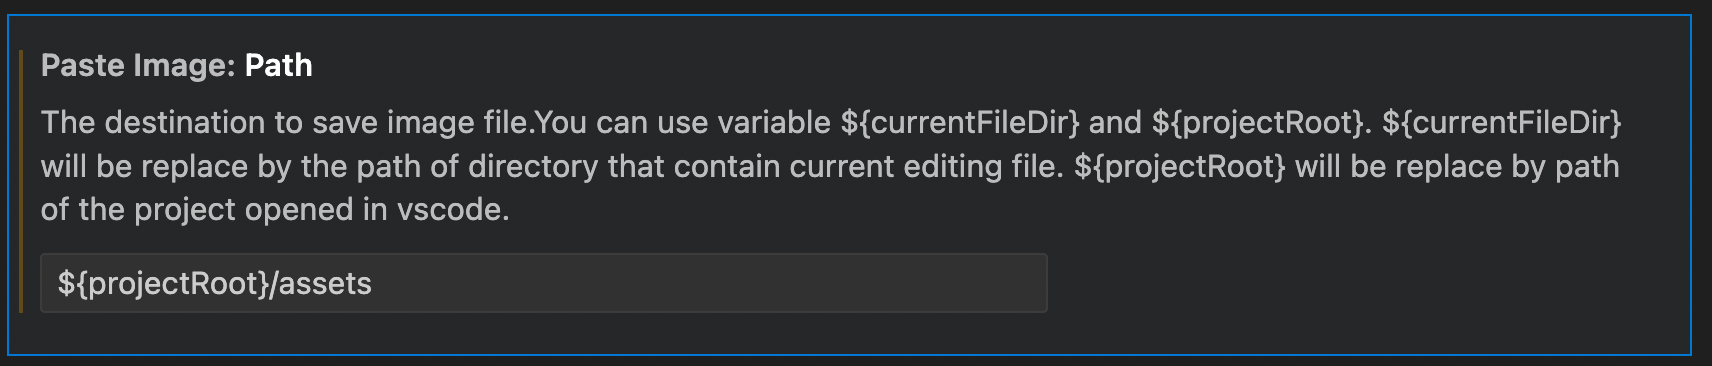 Paste Image: Path
The destination to save image file.You can use variable ${currentFileDir} and ${projectRoot}. ${currentFileDir}
will be replace by the path of directory that contain current editing file. ${projectRoot} will be replace by path
of the project opened in vscode.
${projectRoot}/assets